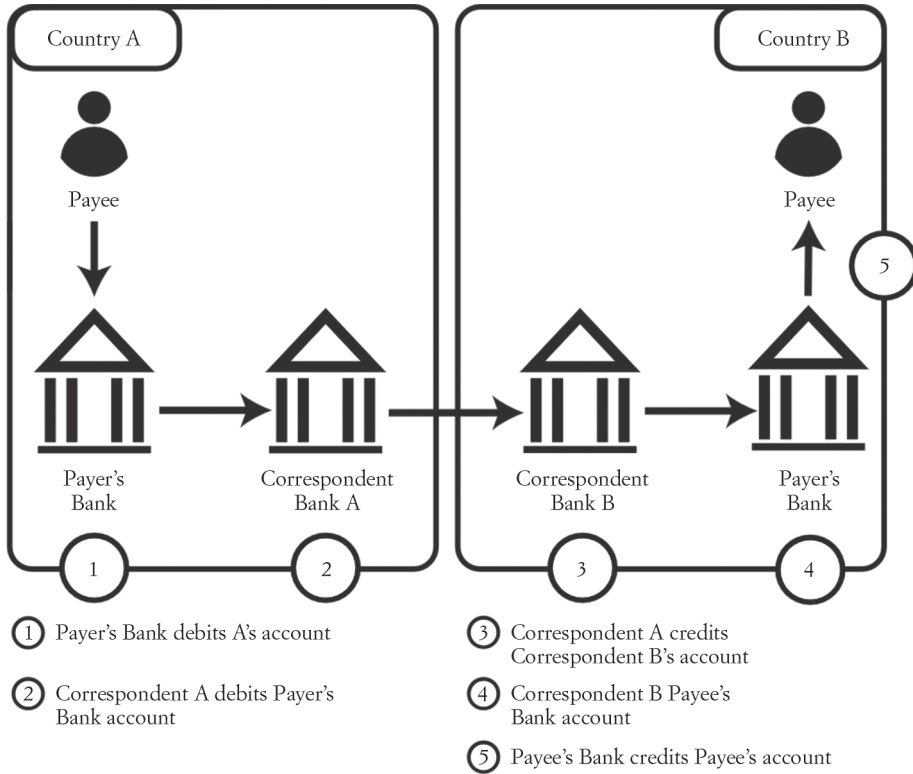 Country A
Country B
Payee
Payee
5
Payer's
Bank
Correspondent
Bank A
Correspondent
Bank B
Payer's
Bank
1
2
3
4
1 Payer's Bank debits A's account
2 Correspondent A debits Payer's
Bank account
3 Correspondent A credits
Correspondent B's account
4 Correspondent B Payee's
Bank account
5 Payee's Bank credits Payee's account